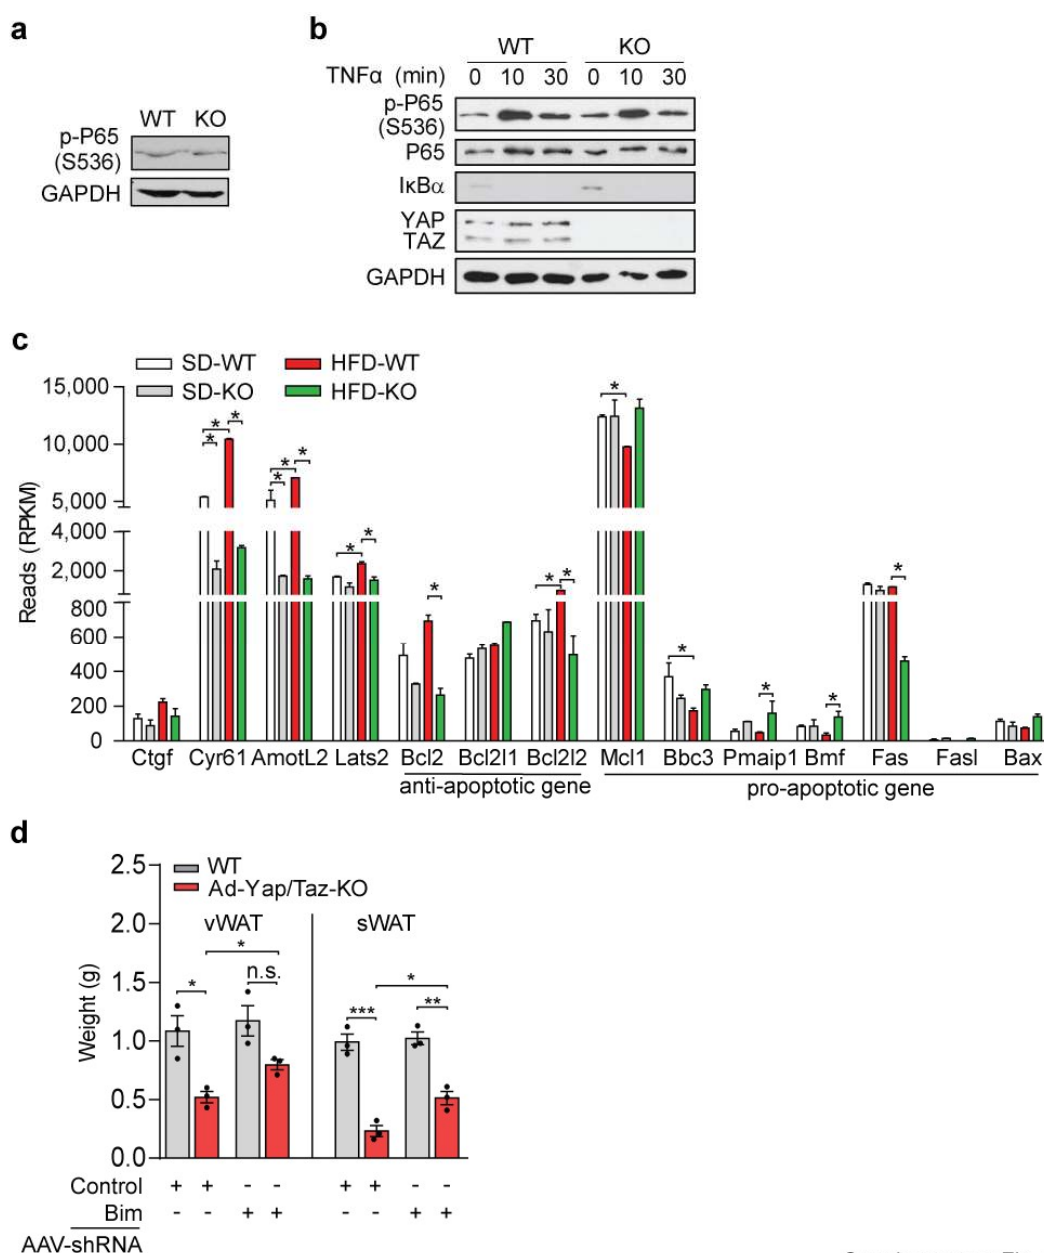 a
WT KO
p-P65
(S536)
GAPDH
b
WT KO
TNFα (min) 0 10 30 0 10 30
p-P65
(S536)
P65
IκBα
YAP
TAZ
GAPDH
c
SD-WT HFD-WT
SD-KO HFD-KO
Reads (RPKM)
15,000
10,000
5,000
4,000
2,000
800
600
400
200
0
* * * * * * * * * * * * * * * *
Ctgf Cyr61 AmotL2 Lats2 Bcl2 Bcl2l1 Bcl2l2 Mcl1 Bbc3 Pmaip1 Bmf Fas Fasl Bax
anti-apoptotic gene pro-apoptotic gene
d
WT
Ad-Yap/Taz-KO
vWAT sWAT
Weight (g)
2.5
2.0
1.5
1.0
0.5
0.0
* * n.s. *** * **
Control + + - - + + - -
Bim - - + + - - + +
AAV-shRNA